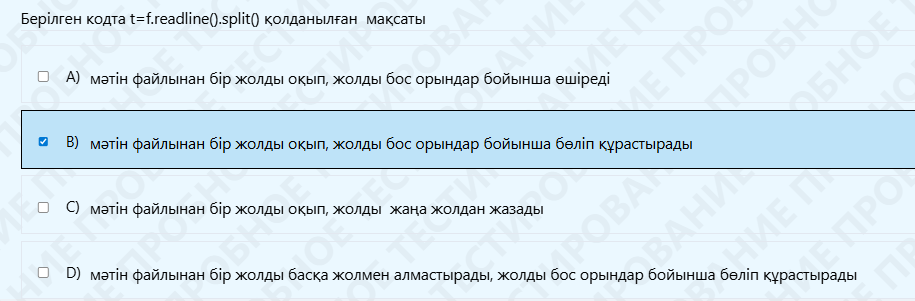 Берілген кодта t=f.readline().split() қолданылған мақсаты
A) мәтін файлынан бір жолды оқып, жолды бос орындар бойынша өшіреді
B) мәтін файлынан бір жолды оқып, жолды бос орындар бойынша бөліп құрастырады
C) мәтін файлынан бір жолды оқып, жолды жаңа жолдан жазады
D) мәтін файлынан бір жолды басқа жолмен алмастырады, жолды бос орындар бойынша бөліп құрастырады